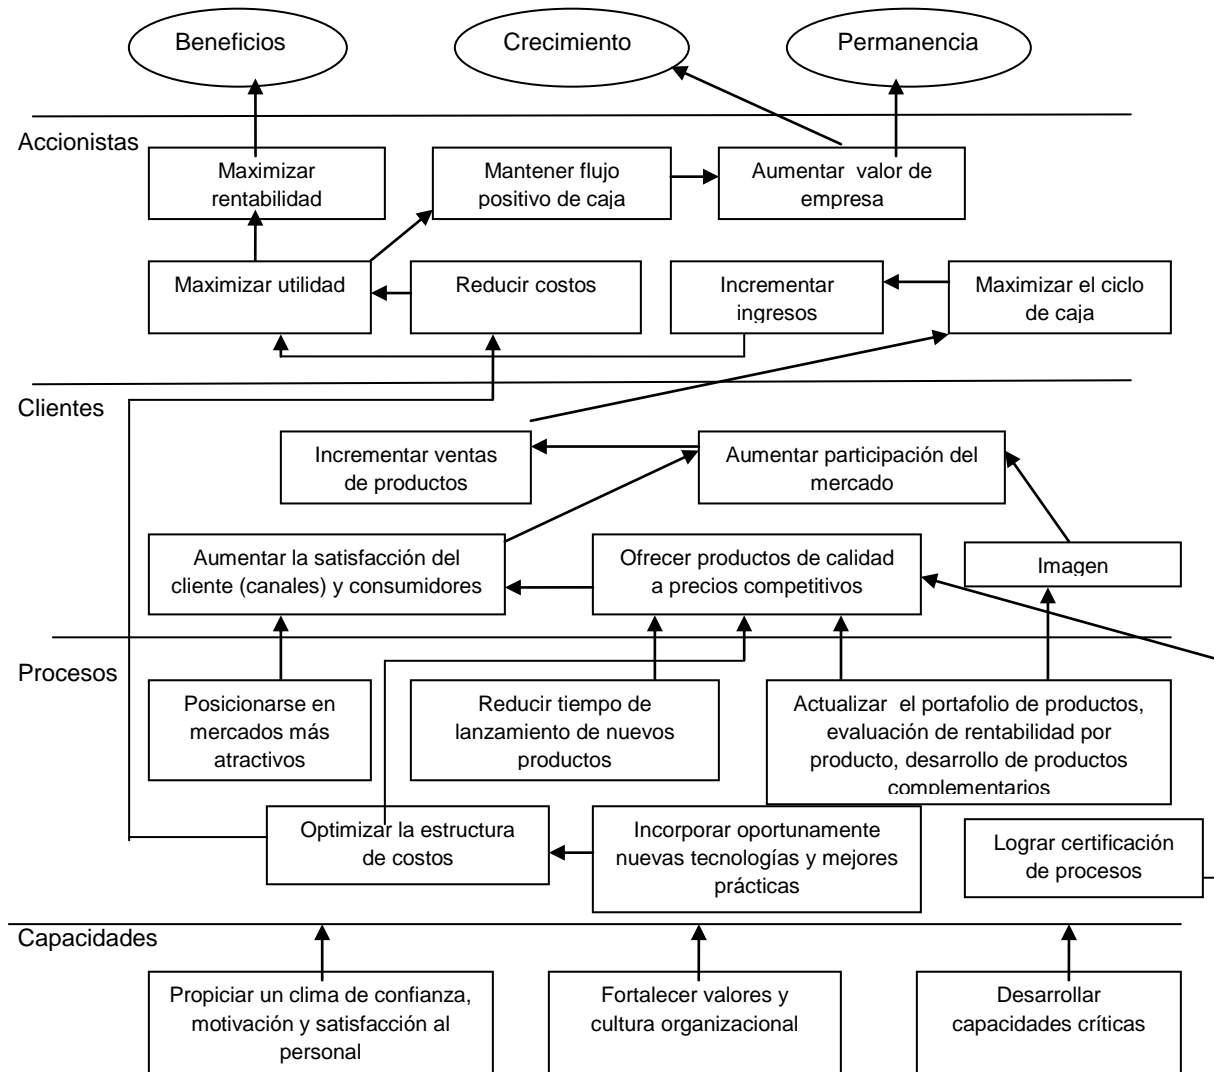 Beneficios
Crecimiento
Permanencia
Accionistas
Maximizar
rentabilidad
Mantener flujo
positivo de caja
Aumentar valor de
empresa
Maximizar utilidad
Reducir costos
Incrementar
ingresos
Maximizar el ciclo
de caja
Clientes
Incrementar ventas
de productos
Aumentar participación del
mercado
Aumentar la satisfacción del
cliente (canales) y consumidores
Ofrecer productos de calidad
a precios competitivos
Imagen
Procesos
Posicionarse en
mercados más
atractivos
Reducir tiempo de
lanzamiento de nuevos
productos
Actualizar el portafolio de productos,
evaluación de rentabilidad por
producto, desarrollo de productos
complementarios
Optimizar la estructura
de costos
Incorporar oportunamente
nuevas tecnologías y mejores
prácticas
Lograr certificación
de procesos
Capacidades
Propiciar un clima de confianza,
motivación y satisfacción al
personal
Fortalecer valores y
cultura organizacional
Desarrollar
capacidades críticas